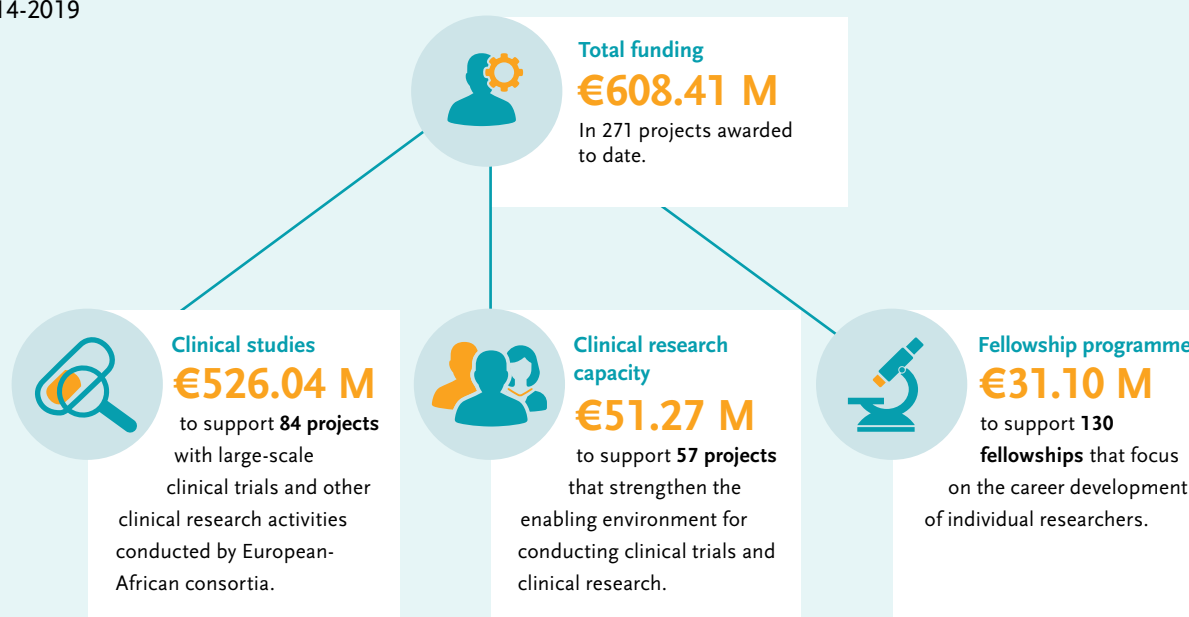 14-2019
Total funding
€608.41 M
In 271 projects awarded
to date.
Clinical studies
€526.04 M
to support 84 projects
with large-scale
clinical trials and other
clinical research activities
conducted by European-
African consortia.
Clinical research
capacity
€51.27 M
to support 57 projects
that strengthen the
enabling environment for
conducting clinical trials and
clinical research.
Fellowship programme
€31.10 M
to support 130
fellowships that focus
on the career development
of individual researchers.